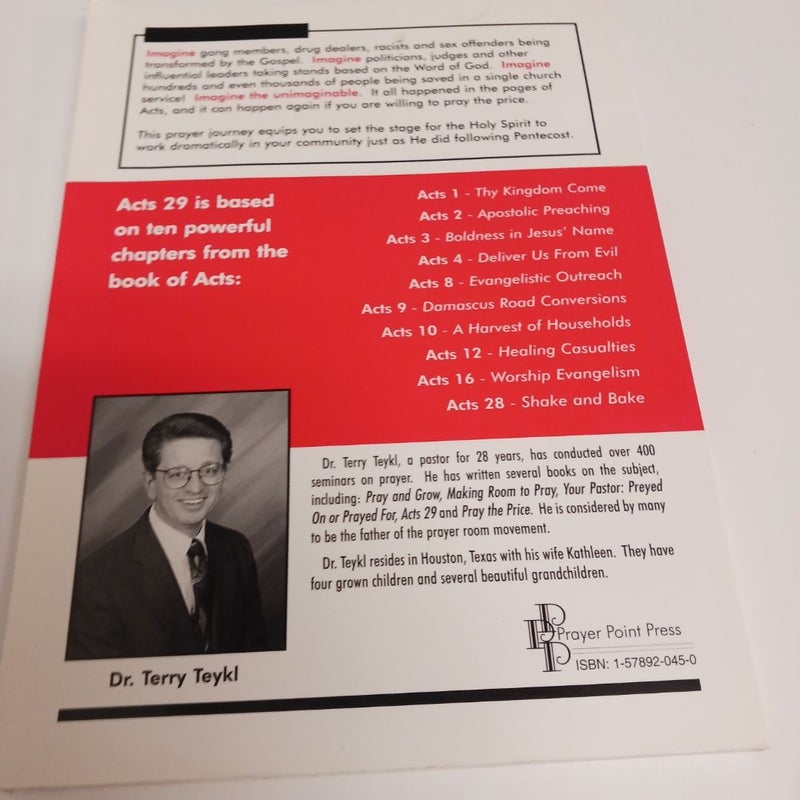 Imagine gang members, drug dealers, racists and sex offenders being
transformed by the Gospel. Imagine politicians, judges and other
influential leaders taking stands based on the Word of God. Imagine
hundreds and even thousands of people being saved in a single church
service! Imagine the unimaginable. It all happened in the pages of
Acts, and it can happen again if you are willing to pray the price.
This prayer journey equips you to set the stage for the Holy Spirit to
work dramatically in your community just as He did following Pentecost.
Acts 29 is based
on ten powerful
chapters from the
book of Acts:
Acts 1 - Thy Kingdom Come
Acts 2 - Apostolic Preaching
Acts 3 - Boldness in Jesus' Name
Acts 4 - Deliver Us From Evil
Acts 8 - Evangelistic Outreach
Acts 9 - Damascus Road Conversions
Acts 10 - A Harvest of Households
Acts 12 - Healing Casualties
Acts 16 - Worship Evangelism
Acts 28 - Shake and Bake
Dr. Terry Teykl
Dr. Terry Teykl, a pastor for 28 years, has conducted over 400
seminars on prayer. He has written several books on the subject,
including: Pray and Grow, Making Room to Pray, Your Pastor: Preyed
On or Prayed For, Acts 29 and Pray the Price. He is considered by many
to be the father of the prayer room movement.
Dr. Teykl resides in Houston, Texas with his wife Kathleen. They have
four grown children and several beautiful grandchildren.
PPP
Prayer Point Press
ISBN: 1-57892-045-0